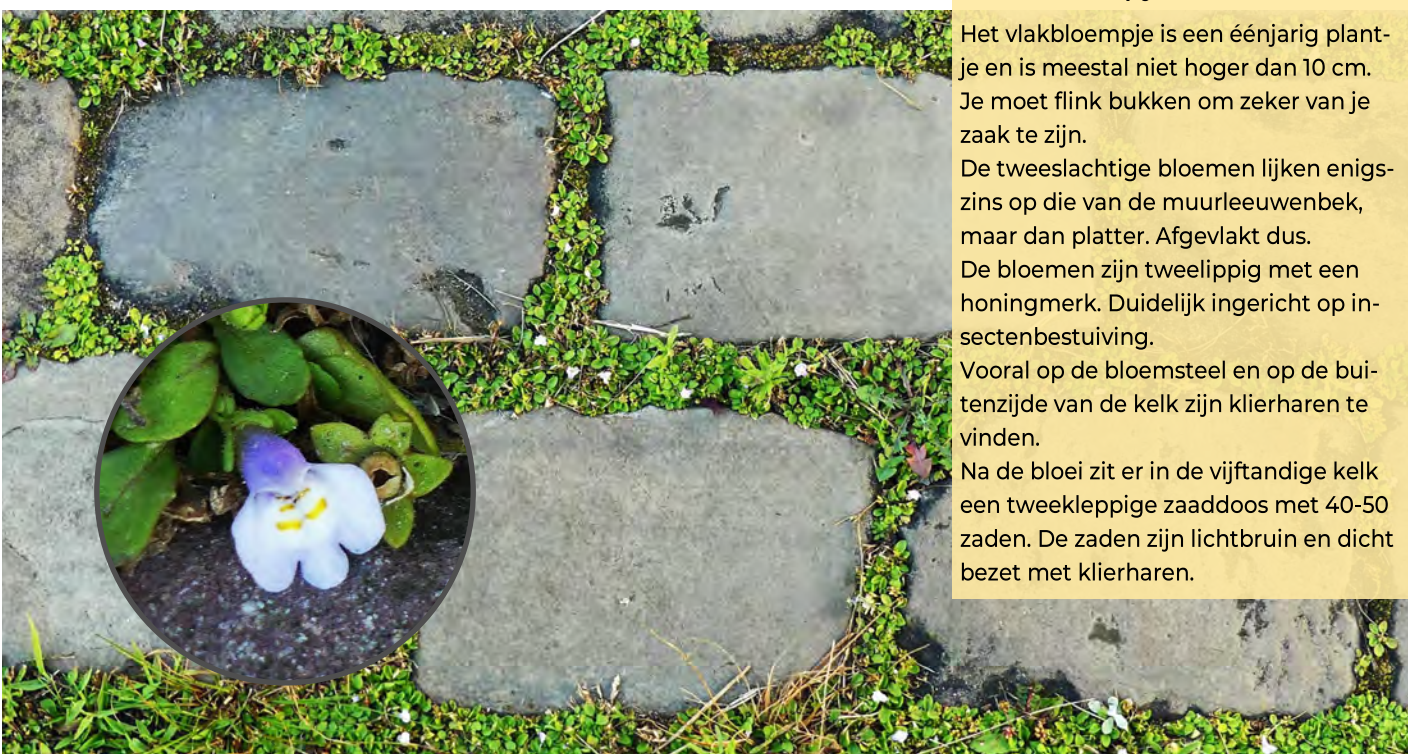 Het vlakbloempje is een éénjarig plant-
je en is meestal niet hoger dan 10 cm.
Je moet flink bukken om zeker van je
zaak te zijn.
De tweeslachtige bloemen lijken enigs-
zins op die van de muurleeuwenbek,
maar dan platter. Afgevlakt dus.
De bloemen zijn tweelippig met een
honingmerk. Duidelijk ingericht op in-
sectenbestuiving.
Vooral op de bloemsteel en op de bui-
tenzijde van de kelk zijn klierharen te
vinden.
Na de bloei zit er in de vijftandige kelk
een tweekleppige zaaddoos met 40-50
zaden. De zaden zijn lichtbruin en dicht
bezet met klierharen.